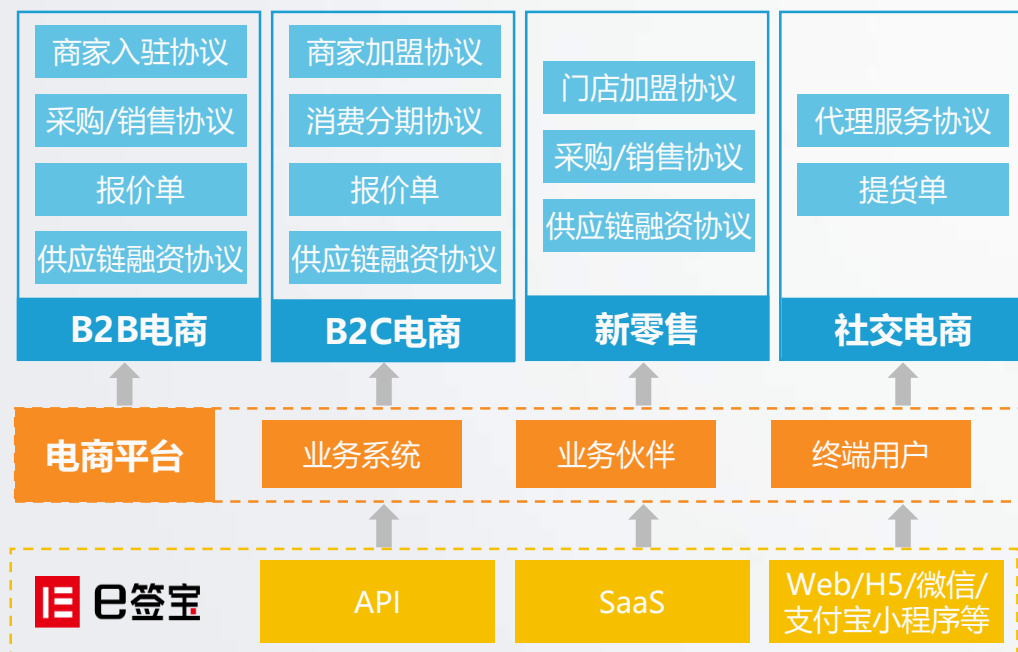 商家入驻协议
采购/销售协议
报价单
供应链融资协议
B2B电商
商家加盟协议
消费分期协议
报价单
供应链融资协议
B2C电商
门店加盟协议
采购/销售协议
供应链融资协议
新零售
代理服务协议
提货单
社交电商
电商平台
业务系统
业务伙伴
终端用户
e签宝
API
SaaS
Web/H5/微信/
支付宝小程序等